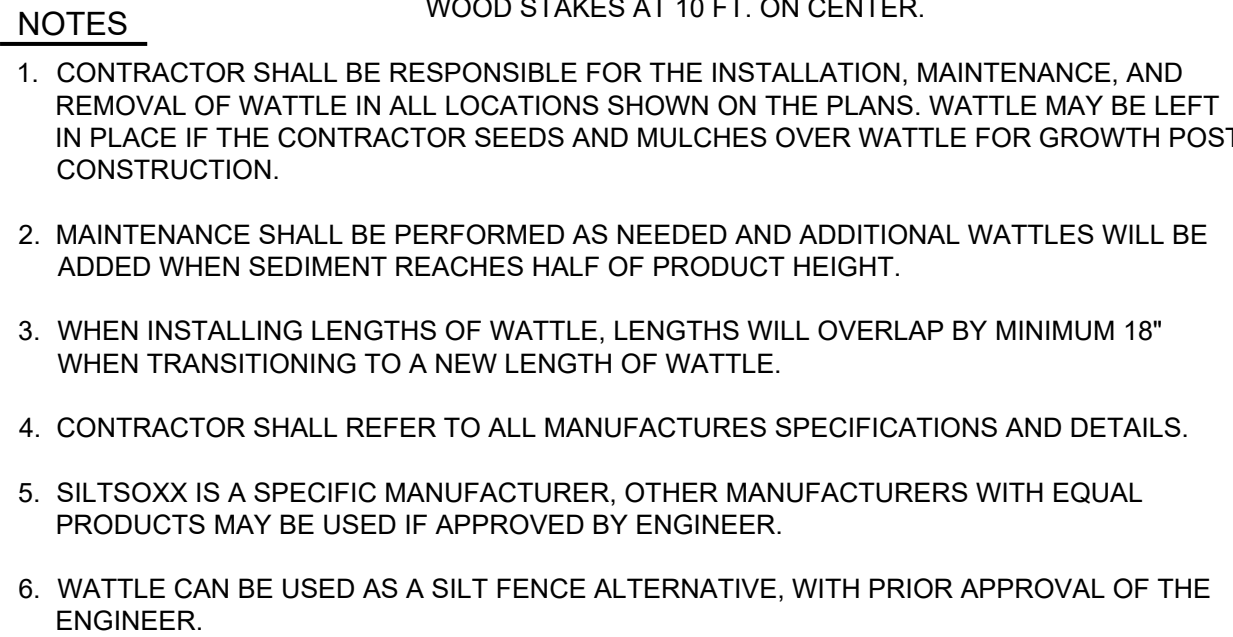 WOOD STAKES AT 10 FT. ON CENTER.
NOTES
1. CONTRACTOR SHALL BE RESPONSIBLE FOR THE INSTALLATION, MAINTENANCE, AND
REMOVAL OF WATTLE IN ALL LOCATIONS SHOWN ON THE PLANS. WATTLE MAY BE LEFT
IN PLACE IF THE CONTRACTOR SEEDS AND MULCHES OVER WATTLE FOR GROWTH POST
CONSTRUCTION.
2. MAINTENANCE SHALL BE PERFORMED AS NEEDED AND ADDITIONAL WATTLES WILL BE
ADDED WHEN SEDIMENT REACHES HALF OF PRODUCT HEIGHT.
3. WHEN INSTALLING LENGTHS OF WATTLE, LENGTHS WILL OVERLAP BY MINIMUM 18"
WHEN TRANSITIONING TO A NEW LENGTH OF WATTLE.
4. CONTRACTOR SHALL REFER TO ALL MANUFACTURES SPECIFICATIONS AND DETAILS.
5. SILTSOXX IS A SPECIFIC MANUFACTURER, OTHER MANUFACTURERS WITH EQUAL
PRODUCTS MAY BE USED IF APPROVED BY ENGINEER.
6. WATTLE CAN BE USED AS A SILT FENCE ALTERNATIVE, WITH PRIOR APPROVAL OF THE
ENGINEER.